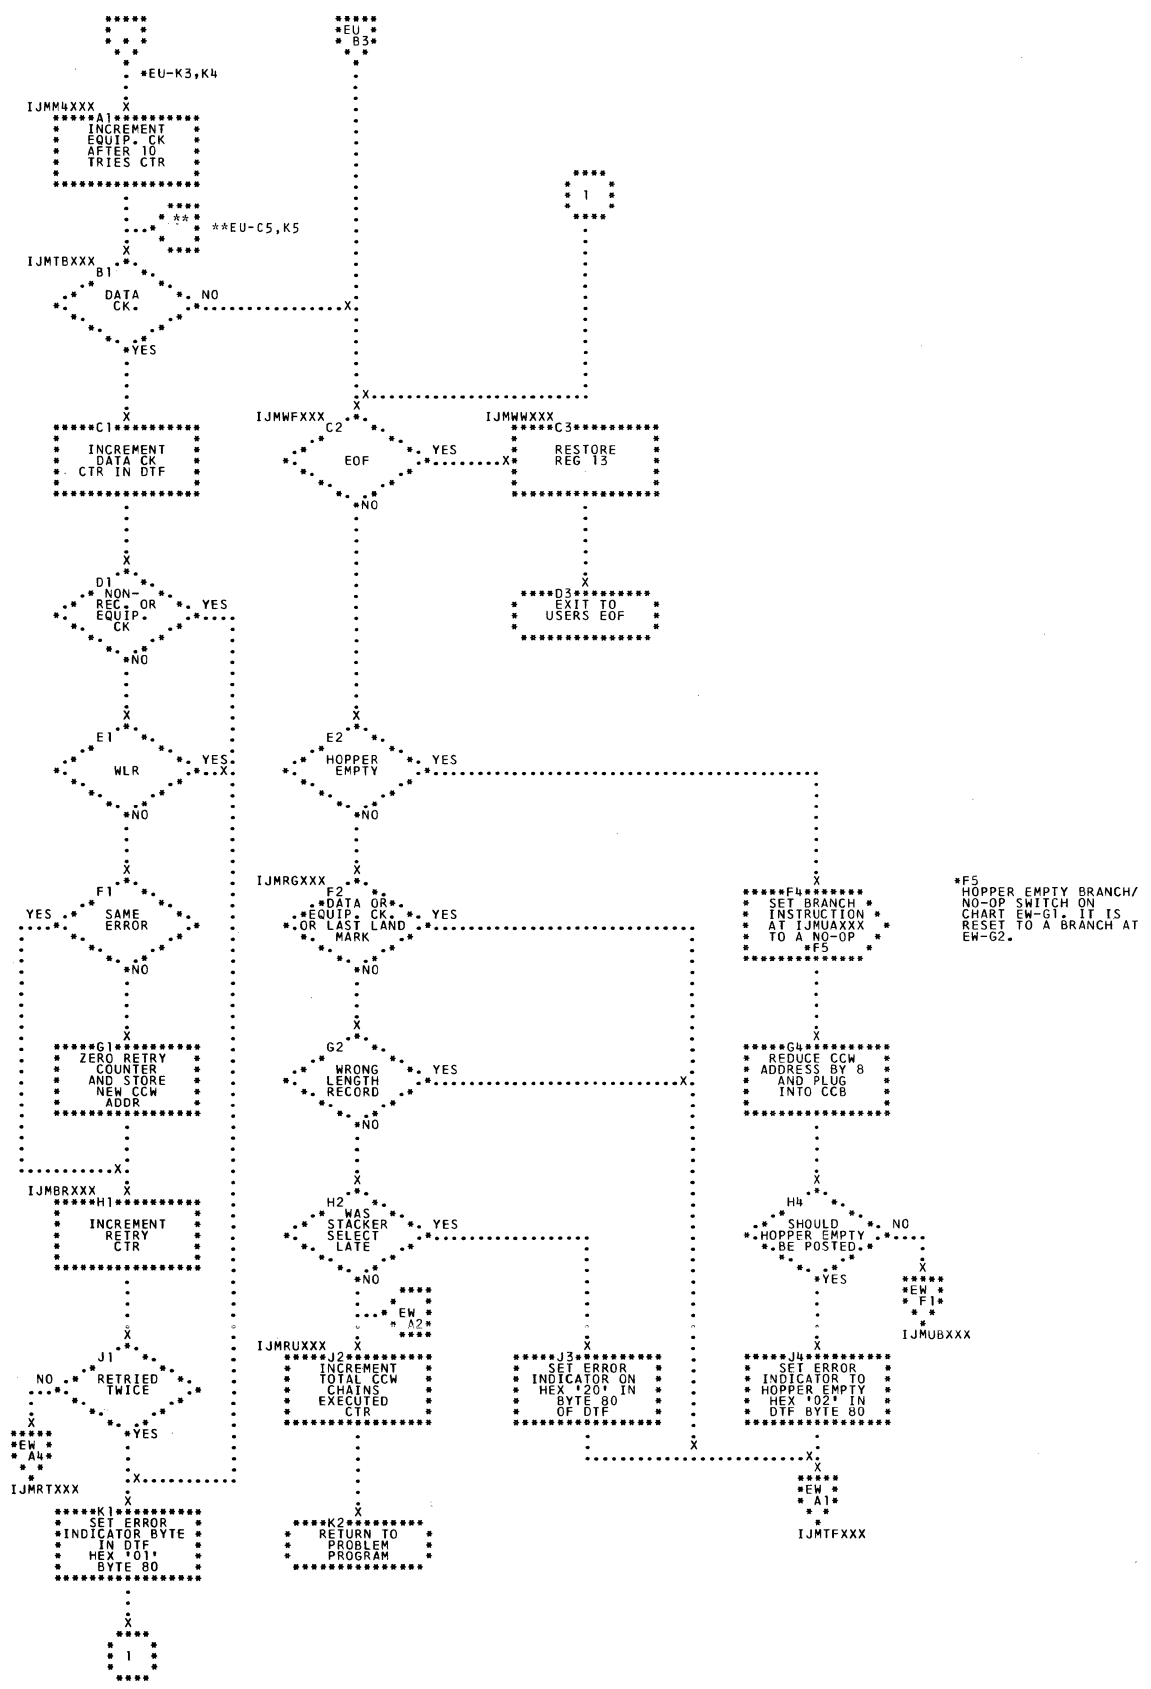 EU
B3
*EU-K3,K4
IJMM4XXX
A1
INCREMENT
EQUIP. CK
AFTER 10
TRIES CTR
1
**
**EU-C5,K5
IJMTBXXX
B1
DATA
CK.
NO
YES
C1
INCREMENT
DATA CK
CTR IN DTF
IJMWFXXX
C2
EOF
YES
NO
IJMWWXXX
C3
RESTORE
REG 13
D1
NON-
REC. OR
EQUIP.
CK
YES
NO
D3
EXIT TO
USERS EOF
E1
WLR
YES
NO
E2
HOPPER
EMPTY
YES
NO
F1
SAME
ERROR
YES
NO
IJMRGXXX
F2
DATA OR
EQUIP. CK.
OR LAST LAND
MARK
YES
NO
F4
SET BRANCH
INSTRUCTION
AT IJMUAXXX
TO A NO-OP
*F5
*F5
HOPPER EMPTY BRANCH/
NO-OP SWITCH ON
CHART EW-G1. IT IS
RESET TO A BRANCH AT
EW-G2.
G1
ZERO RETRY
COUNTER
AND STORE
NEW CCW
ADDR
G2
WRONG
LENGTH
RECORD
YES
NO
G4
REDUCE CCW
ADDRESS BY 8
AND PLUG
INTO CCB
IJMBRXXX
H1
INCREMENT
RETRY
CTR
H2
WAS
STACKER
SELECT
LATE
YES
NO
H4
SHOULD
HOPPER EMPTY
BE POSTED
NO
YES
EW
F1
IJMUBXXX
EW
A2
J1
RETRIED
TWICE
NO
YES
EW
A4
IJMRTXXX
IJMRUXXX
J2
INCREMENT
TOTAL CCW
CHAINS
EXECUTED
CTR
J3
SET ERROR
INDICATOR ON
HEX '20' IN
BYTE 80
OF DTF
J4
SET ERROR
INDICATOR TO
HOPPER EMPTY
HEX '02' IN
DTF BYTE 80
EW
A1
IJMTFXXX
K1
SET ERROR
INDICATOR BYTE
IN DTF
HEX '01'
BYTE 80
K2
RETURN TO
PROBLEM
PROGRAM
1